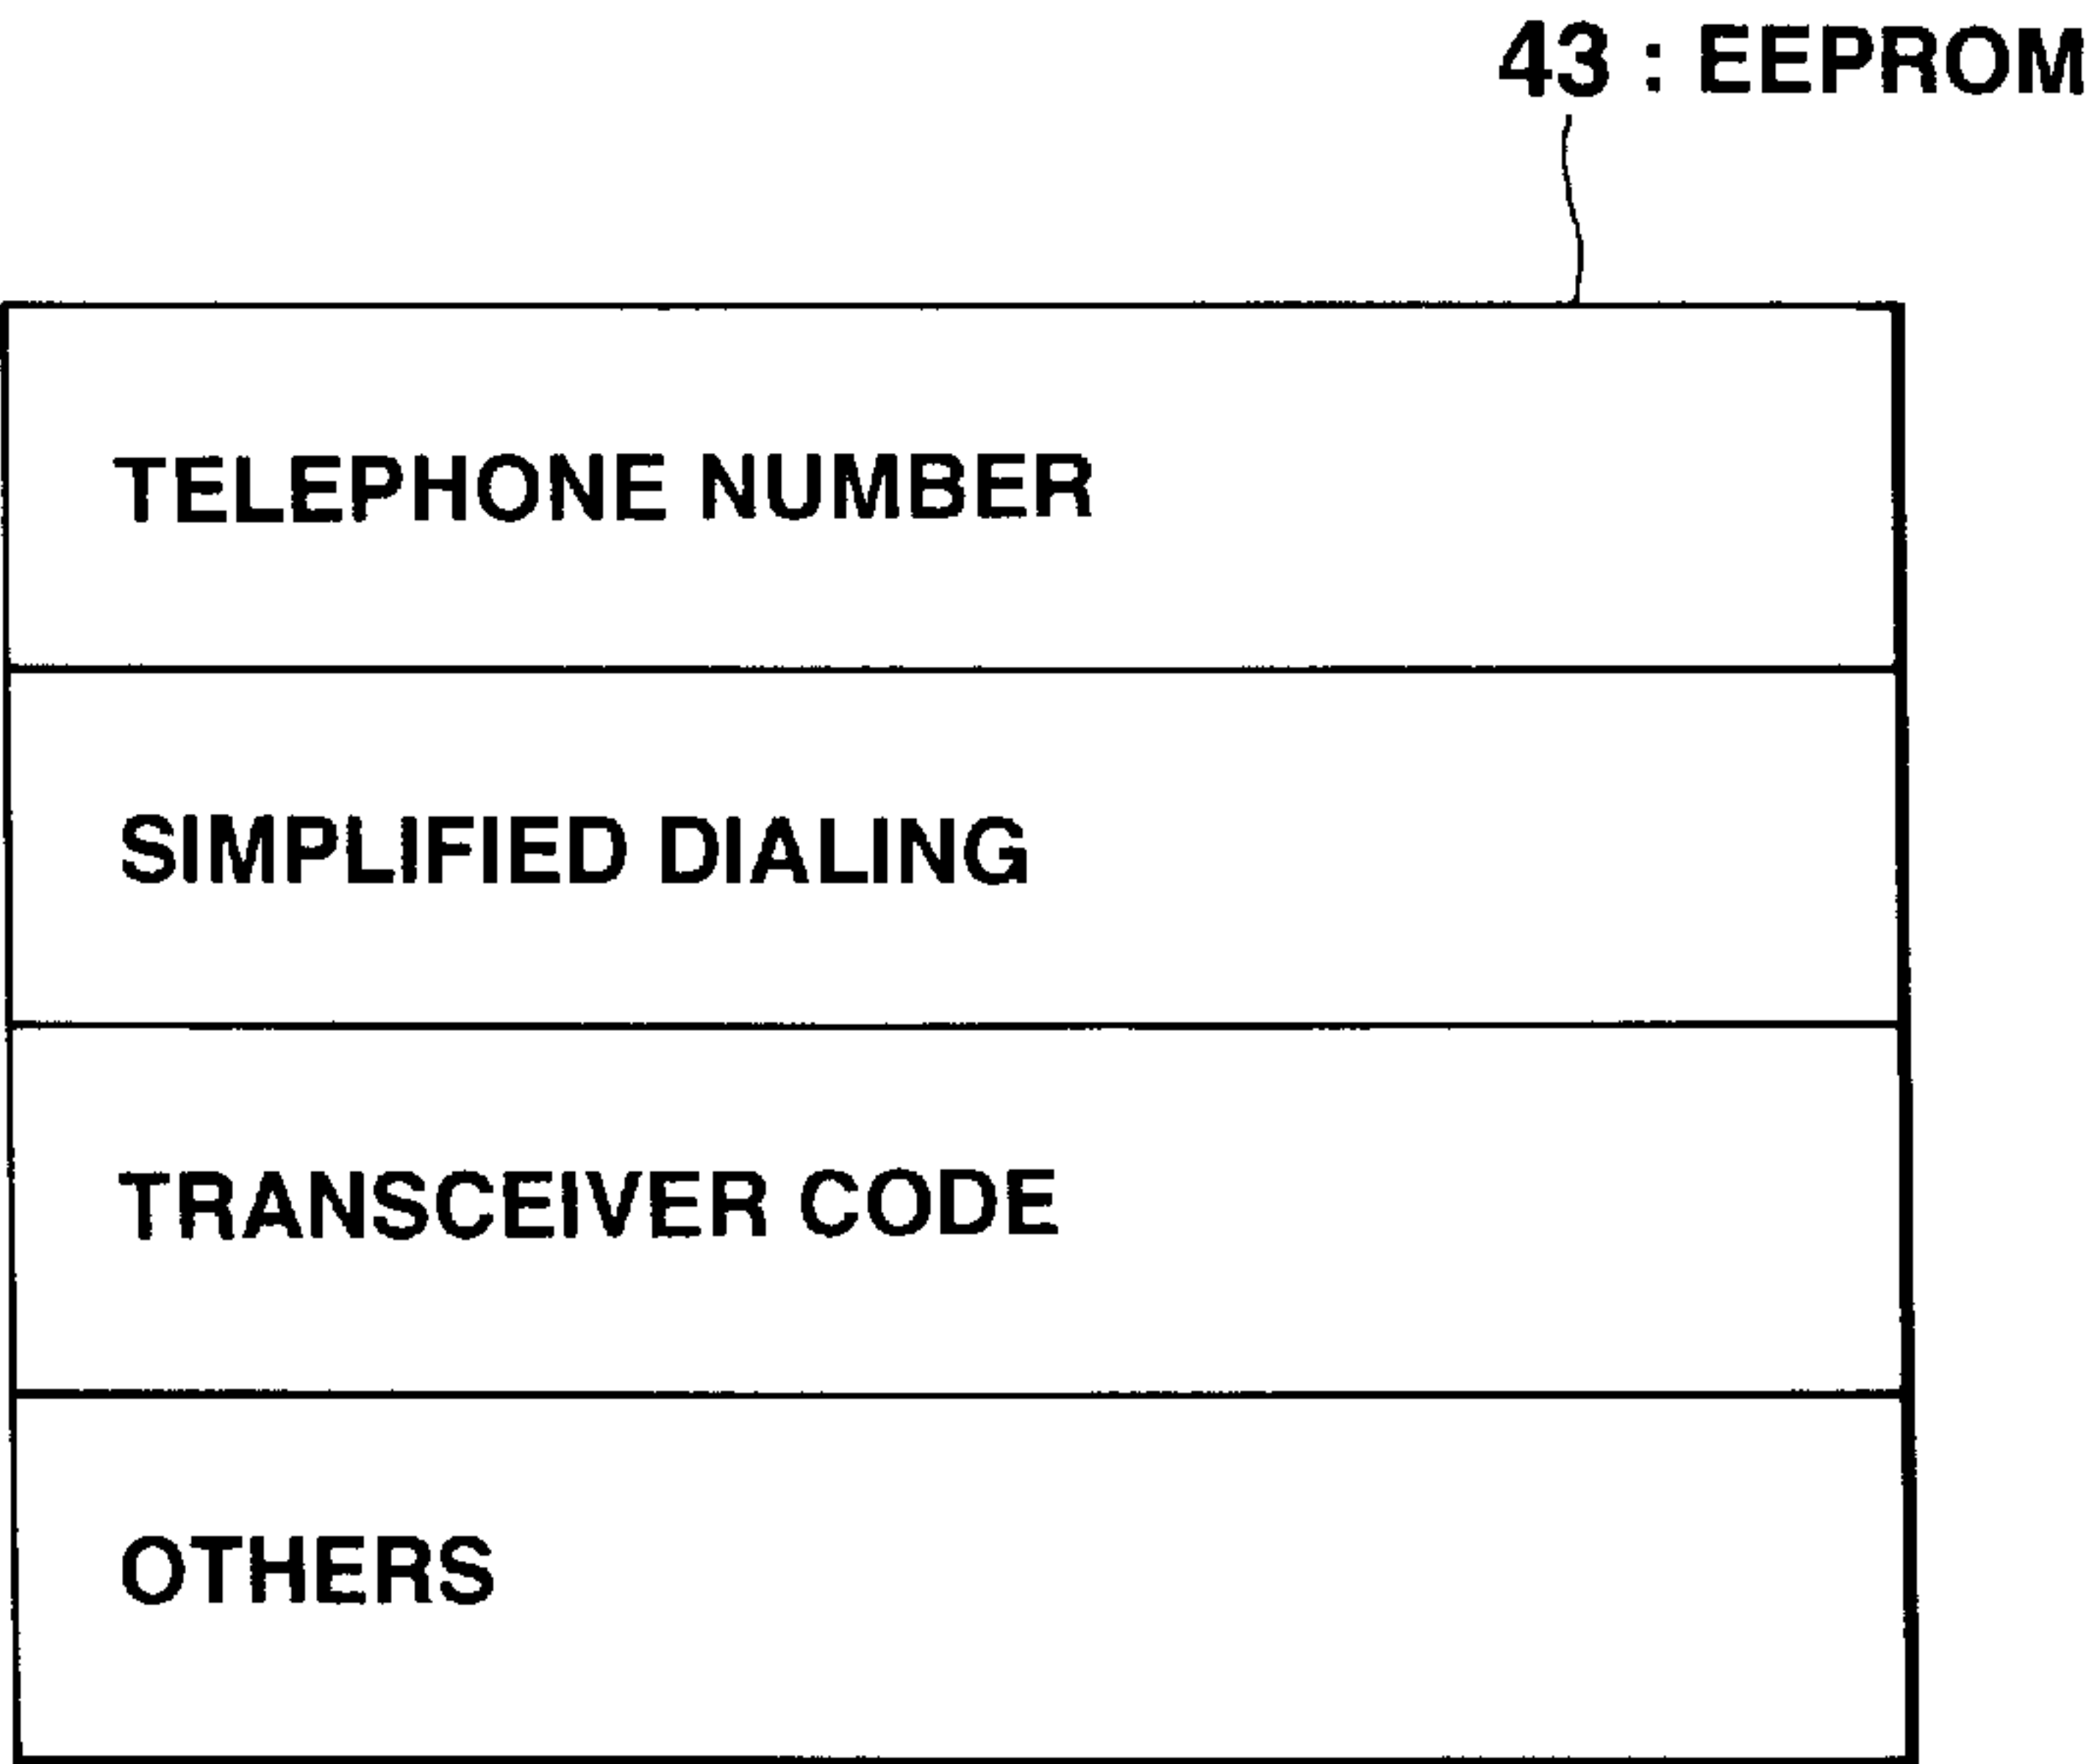 43 : EEPROM
TELEPHONE NUMBER
SIMPLIFIED DIALING
TRANSCEIVER CODE
OTHERS